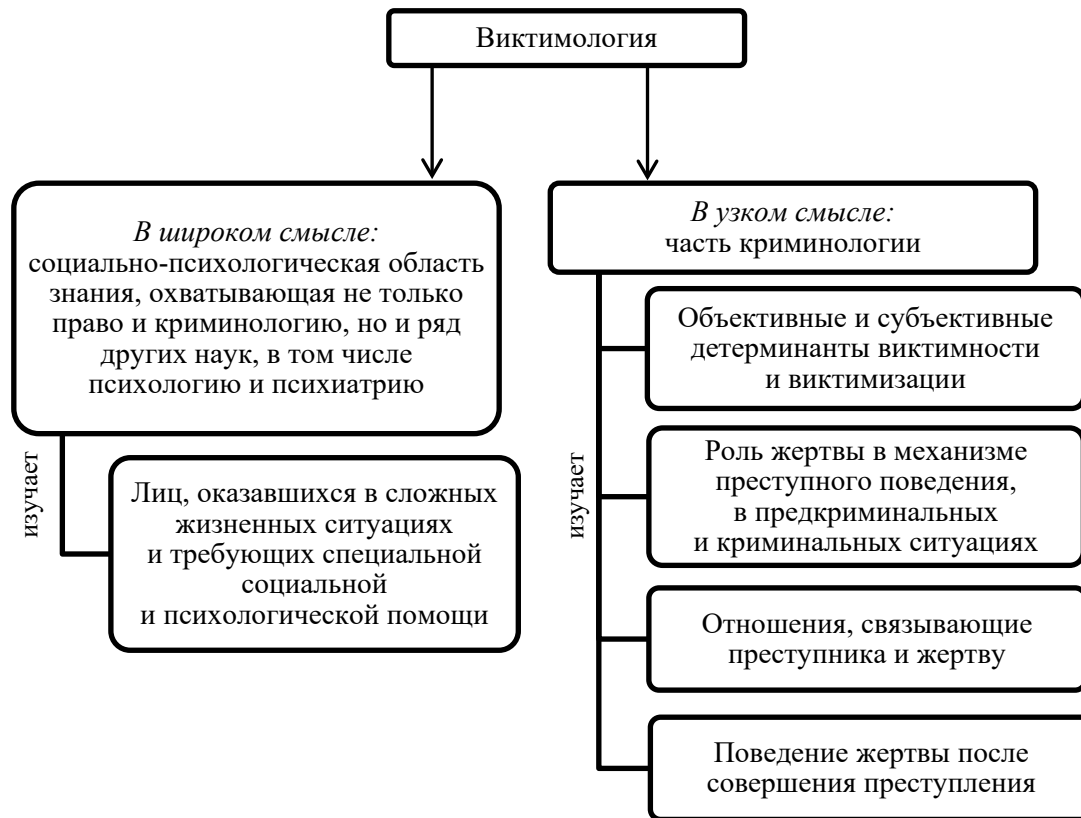 Виктимология
В широком смысле:
социально-психологическая область
знания, охватывающая не только
право и криминологию, но и ряд
других наук, в том числе
психологию и психиатрию
изучает
Лиц, оказавшихся в сложных
жизненных ситуациях
и требующих специальной
социальной
и психологической помощи
В узком смысле:
часть криминологии
изучает
Объективные и субъективные
детерминанты виктимности
и виктимизации
Роль жертвы в механизме
преступного поведения,
в предкриминальных
и криминальных ситуациях
Отношения, связывающие
преступника и жертву
Поведение жертвы после
совершения преступления